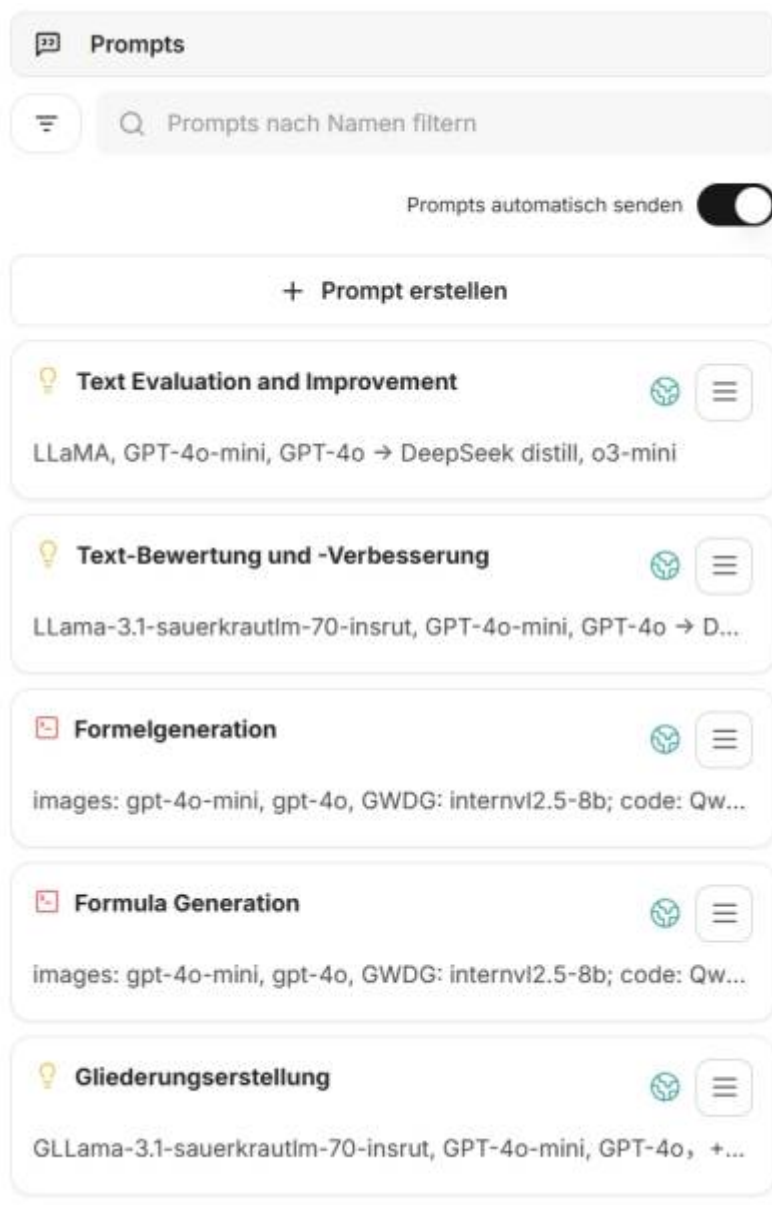 Prompts
Prompts nach Namen filtern
Prompts automatisch senden
+ Prompt erstellen
Text Evaluation and Improvement
LLaMA, GPT-4o-mini, GPT-4o → DeepSeek distill, o3-mini
Text-Bewertung und -Verbesserung
LLama-3.1-sauerkrautlm-70-insrut, GPT-4o-mini, GPT-4o → D...
Formelgeneration
images: gpt-4o-mini, gpt-4o, GWDG: internvl2.5-8b; code: Qw...
Formula Generation
images: gpt-4o-mini, gpt-4o, GWDG: internvl2.5-8b; code: Qw...
Gliederungserstellung
GLLama-3.1-sauerkrautlm-70-insrut, GPT-4o-mini, GPT-4o，+...